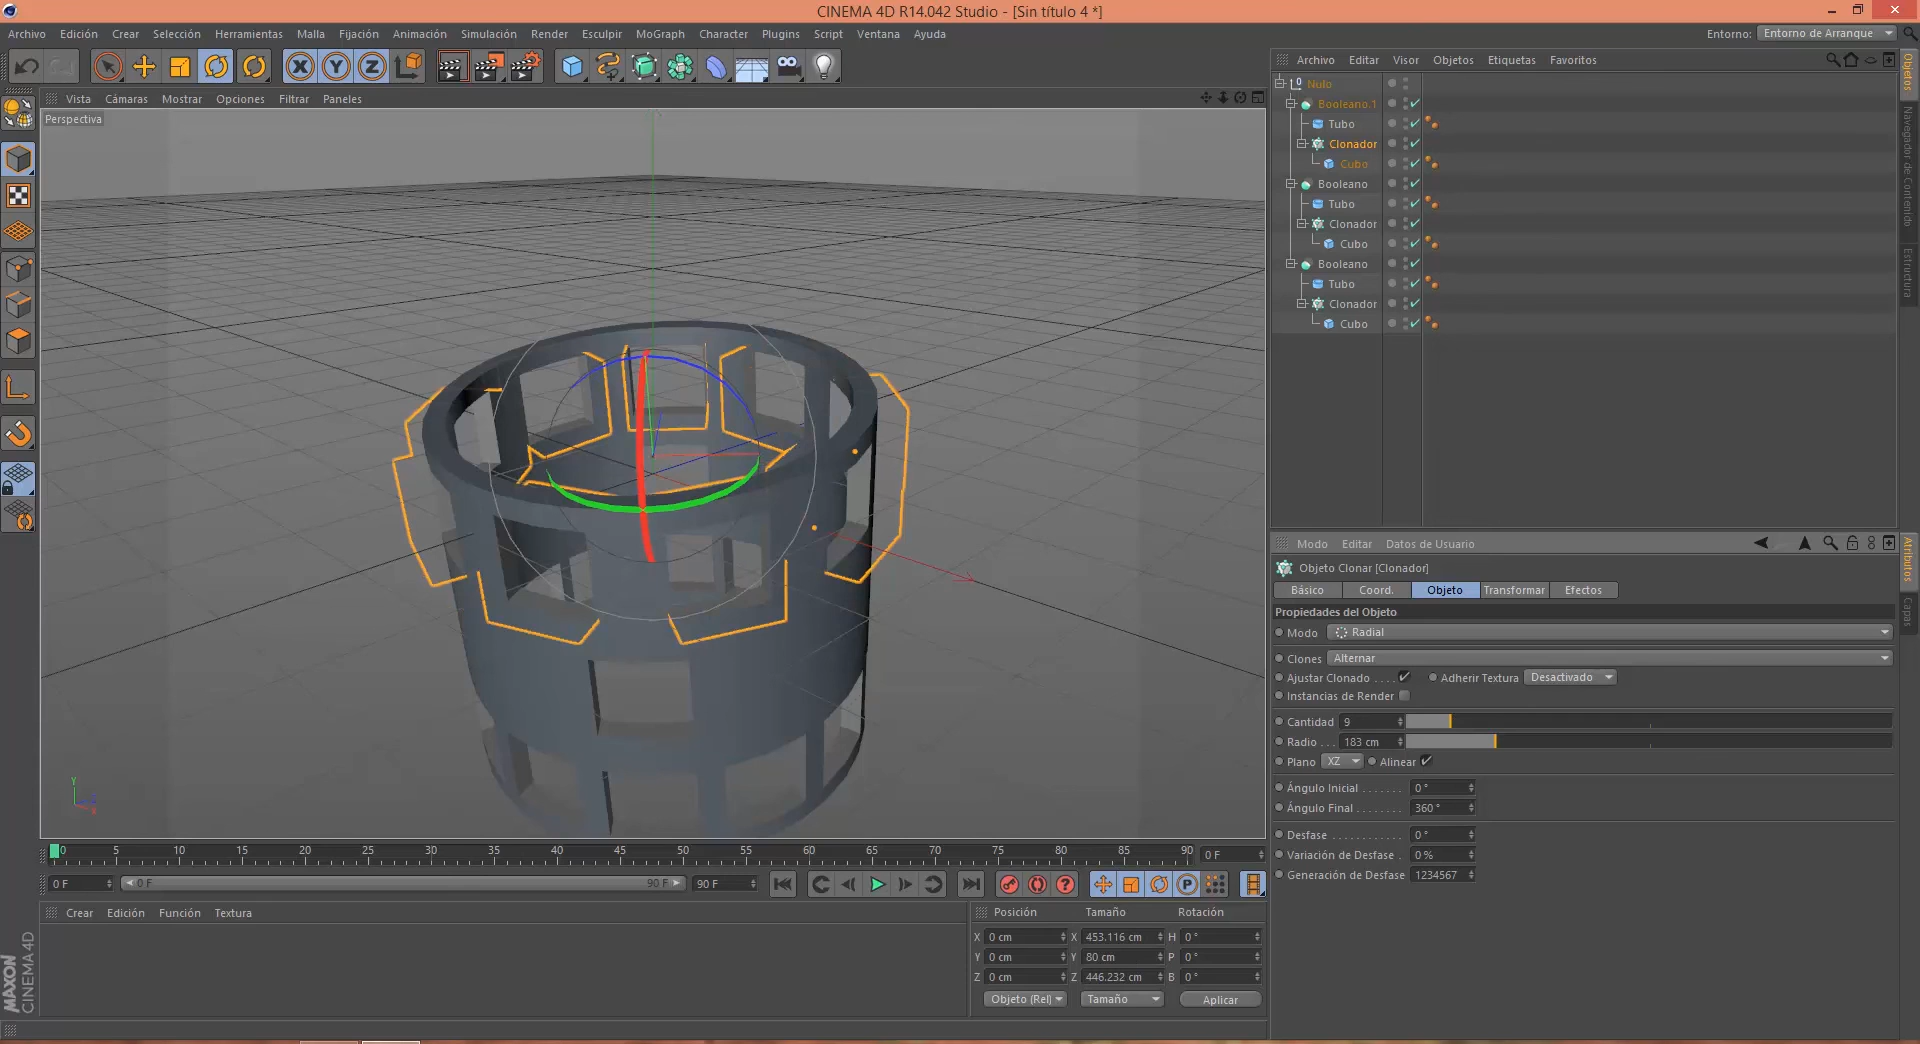 CINEMA 4D R14.042 Studio - [Sin título 4 *]
Archivo Edición Crear Selección Herramientas Malla Fijación Animación Simulación Render Esculpir MoGraph Character Plugins Script Ventana Ayuda Entorno: Entorno de Arranque
X Y Z
Vista Cámaras Mostrar Opciones Filtrar Paneles
Perspectiva
Archivo Editar Visor Objetos Etiquetas Favoritos
Nulo
Booleano.1
Tubo
Clonador
Cubo
Booleano
Tubo
Clonador
Cubo
Booleano
Tubo
Clonador
Cubo
Objetos
Navegador de Contenido
Estructura
Modo Editar Datos de Usuario
Objeto Clonar [Clonador]
Básico Coord. Objeto Transformar Efectos
Propiedades del Objeto
Modo Radial
Clones Alternar
Ajustar Clonado . . . . Adherir Textura Desactivado
Instancias de Render
Cantidad 9
Radio . . . 183 cm
Plano XZ Alinear
Ángulo Inicial . . . . . . . 0 °
Ángulo Final . . . . . . . . 360 °
Desfase . . . . . . . . . . . . 0 °
Variación de Desfase . 0 %
Generación de Desfase 1234567
Atributos
Capas
Y
0 5 10 15 20 25 30 35 40 45 50 55 60 65 70 75 80 85 90 0 F
0 F 0 F 90 F 90 F
P
Crear Edición Función Textura
Posición Tamaño Rotación
X 0 cm X 453.116 cm H 0 °
Y 0 cm Y 80 cm P 0 °
Z 0 cm Z 446.232 cm B 0 °
Objeto (Rel) Tamaño Aplicar
MAXON
CINEMA 4D